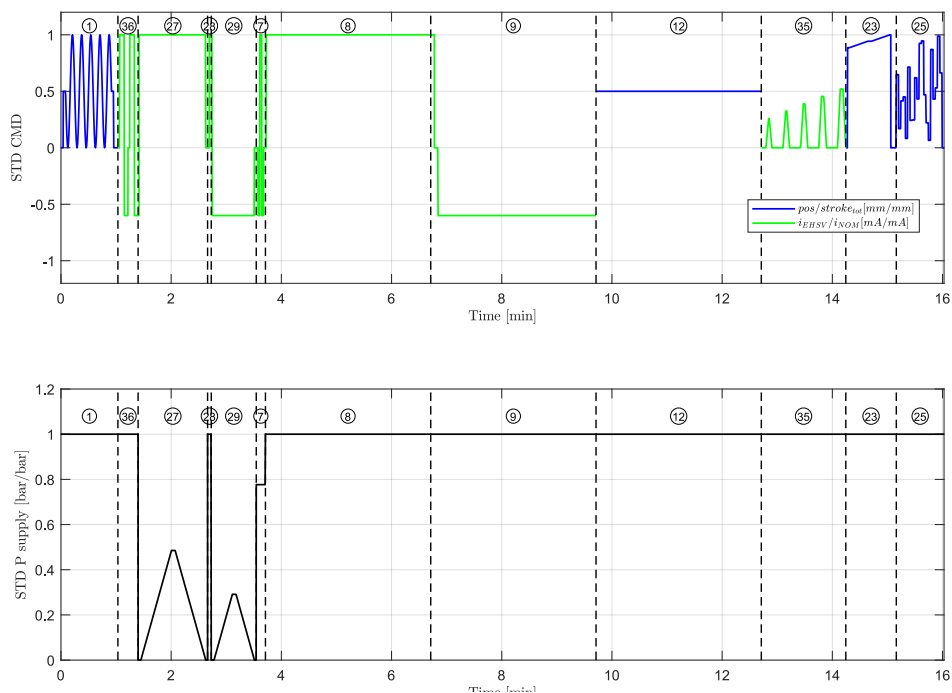 ① ㊱ ㉗ ㉘ ㉙ ⑦ ⑧ ⑨ ⑫ ㉟ ㉓ ㉕
1
0.5
0
-0.5
-1
STD CMD
pos/stroke_tot[mm/mm]
i_EHSV/i_NOM[mA/mA]
0 2 4 6 8 10 12 14 16
Time [min]
1.2
① ㊱ ㉗ ㉘ ㉙ ⑦ ⑧ ⑨ ⑫ ㉟ ㉓ ㉕
1
0.8
0.6
0.4
0.2
0
STD P supply [bar/bar]
0 2 4 6 8 10 12 14 16
Time [min]